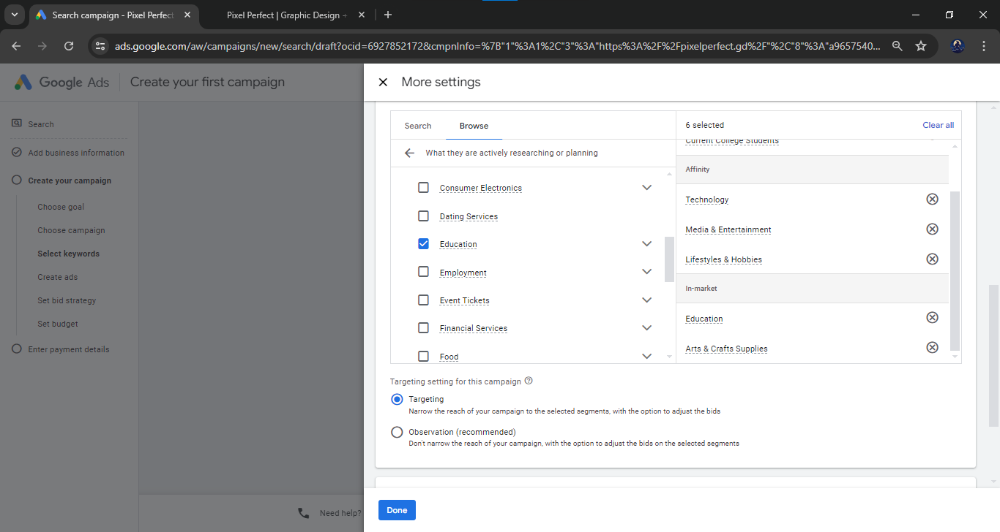 Search campaign - Pixel Perfect
Pixel Perfect | Graphic Design +
ads.google.com/aw/campaigns/new/search/draft?ocid=6927852172&cmpnInfo=%7B"1"%3A1%2C"3"%3A"https%3A%2F%2Fpixelperfect.gd%2F"%2C"8"%3A"a9657540...
Google Ads
Create your first campaign
Search
Add business information
Create your campaign
Choose goal
Choose campaign
Select keywords
Create ads
Set bid strategy
Set budget
Enter payment details
Need help?
More settings
Search
Browse
What they are actively researching or planning
Consumer Electronics
Dating Services
Education
Employment
Event Tickets
Financial Services
Food
6 selected
Clear all
Current College Students
Affinity
Technology
Media & Entertainment
Lifestyles & Hobbies
In-market
Education
Arts & Crafts Supplies
Targeting setting for this campaign
Targeting
Narrow the reach of your campaign to the selected segments, with the option to adjust the bids
Observation (recommended)
Don't narrow the reach of your campaign, with the option to adjust the bids on the selected segments
Done